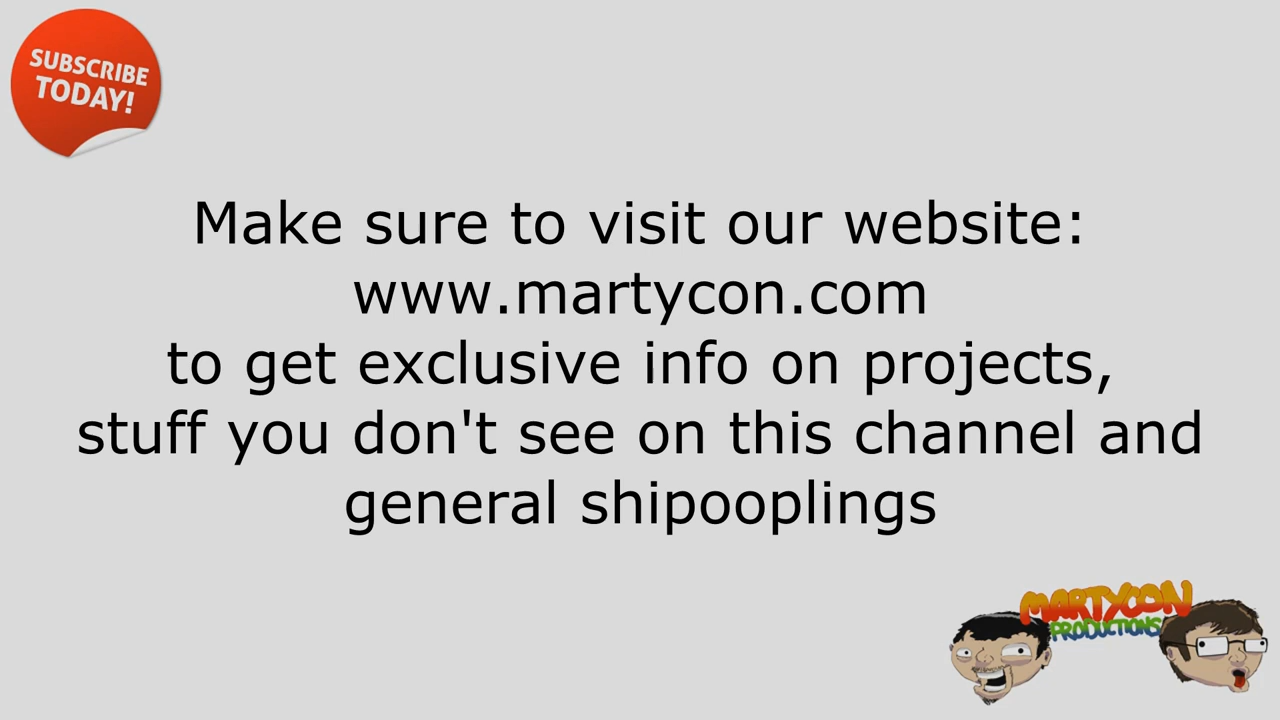 SUBSCRIBE
TODAY!
Make sure to visit our website:
www.martycon.com
to get exclusive info on projects,
stuff you don't see on this channel and
general shipooplings
MARTYCON
PRODUCTIONS